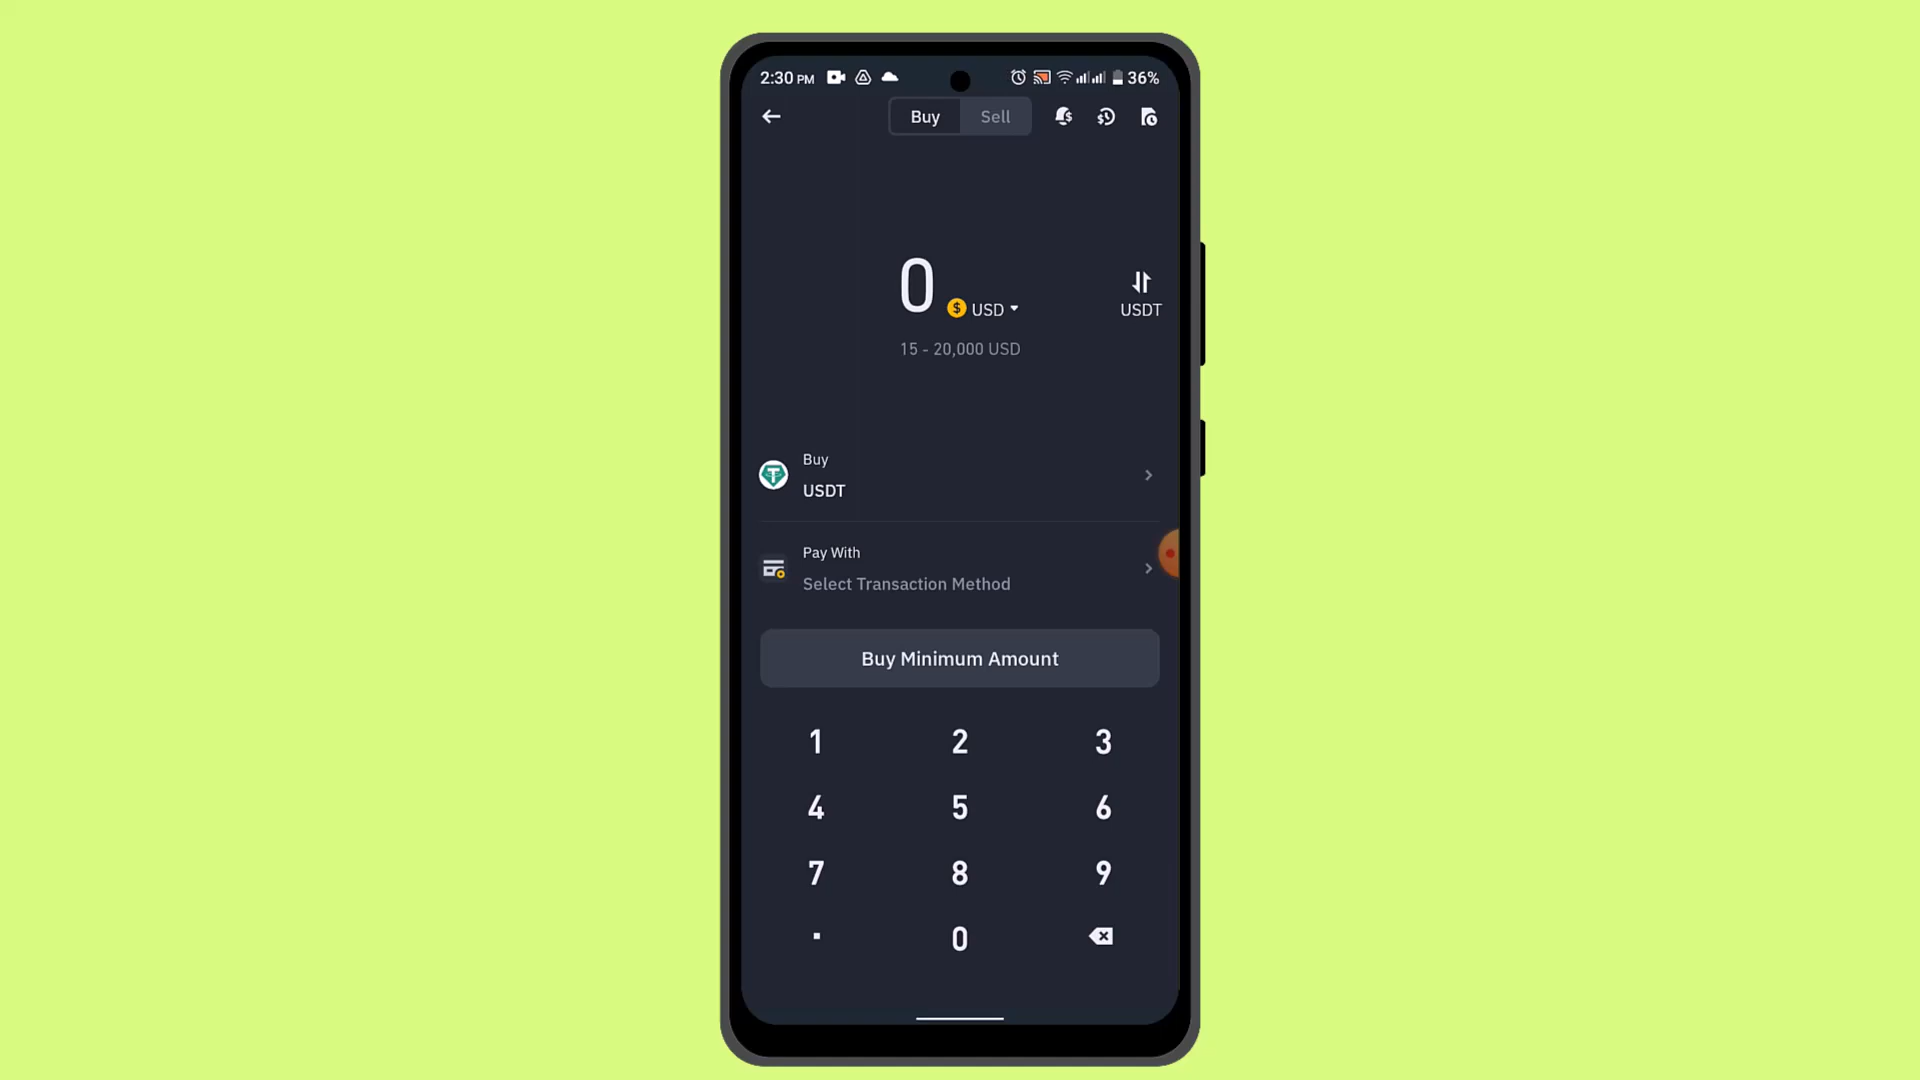 2:30 PM 36%
Buy Sell
0 $ USD USDT
15 - 20,000 USD
Buy
USDT
Pay With
Select Transaction Method
Buy Minimum Amount
1 2 3
4 5 6
7 8 9
. 0